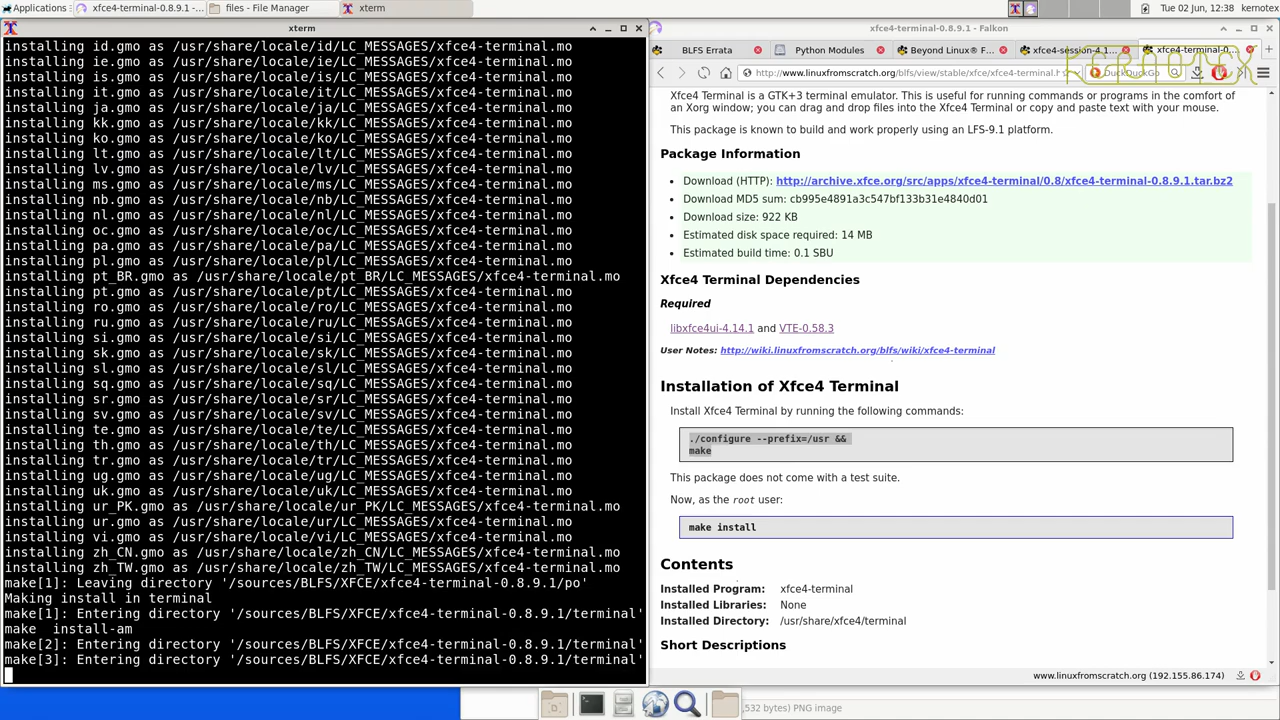 xfce4-terminal-0.8.9.1 -...
files - File Manager
xterm
Tue 02 Jun, 12:38
kernotex
xterm
installing id.gmo as /usr/share/locale/id/LC_MESSAGES/xfce4-terminal.mo
installing ie.gmo as /usr/share/locale/ie/LC_MESSAGES/xfce4-terminal.mo
installing is.gmo as /usr/share/locale/is/LC_MESSAGES/xfce4-terminal.mo
installing it.gmo as /usr/share/locale/it/LC_MESSAGES/xfce4-terminal.mo
installing ja.gmo as /usr/share/locale/ja/LC_MESSAGES/xfce4-terminal.mo
installing kk.gmo as /usr/share/locale/kk/LC_MESSAGES/xfce4-terminal.mo
installing ko.gmo as /usr/share/locale/ko/LC_MESSAGES/xfce4-terminal.mo
installing lt.gmo as /usr/share/locale/lt/LC_MESSAGES/xfce4-terminal.mo
installing lv.gmo as /usr/share/locale/lv/LC_MESSAGES/xfce4-terminal.mo
installing ms.gmo as /usr/share/locale/ms/LC_MESSAGES/xfce4-terminal.mo
installing nb.gmo as /usr/share/locale/nb/LC_MESSAGES/xfce4-terminal.mo
installing nl.gmo as /usr/share/locale/nl/LC_MESSAGES/xfce4-terminal.mo
installing oc.gmo as /usr/share/locale/oc/LC_MESSAGES/xfce4-terminal.mo
installing pa.gmo as /usr/share/locale/pa/LC_MESSAGES/xfce4-terminal.mo
installing pl.gmo as /usr/share/locale/pl/LC_MESSAGES/xfce4-terminal.mo
installing pt_BR.gmo as /usr/share/locale/pt_BR/LC_MESSAGES/xfce4-terminal.mo
installing pt.gmo as /usr/share/locale/pt/LC_MESSAGES/xfce4-terminal.mo
installing ro.gmo as /usr/share/locale/ro/LC_MESSAGES/xfce4-terminal.mo
installing ru.gmo as /usr/share/locale/ru/LC_MESSAGES/xfce4-terminal.mo
installing si.gmo as /usr/share/locale/si/LC_MESSAGES/xfce4-terminal.mo
installing sk.gmo as /usr/share/locale/sk/LC_MESSAGES/xfce4-terminal.mo
installing sl.gmo as /usr/share/locale/sl/LC_MESSAGES/xfce4-terminal.mo
installing sq.gmo as /usr/share/locale/sq/LC_MESSAGES/xfce4-terminal.mo
installing sr.gmo as /usr/share/locale/sr/LC_MESSAGES/xfce4-terminal.mo
installing sv.gmo as /usr/share/locale/sv/LC_MESSAGES/xfce4-terminal.mo
installing te.gmo as /usr/share/locale/te/LC_MESSAGES/xfce4-terminal.mo
installing th.gmo as /usr/share/locale/th/LC_MESSAGES/xfce4-terminal.mo
installing tr.gmo as /usr/share/locale/tr/LC_MESSAGES/xfce4-terminal.mo
installing ug.gmo as /usr/share/locale/ug/LC_MESSAGES/xfce4-terminal.mo
installing uk.gmo as /usr/share/locale/uk/LC_MESSAGES/xfce4-terminal.mo
installing ur_PK.gmo as /usr/share/locale/ur_PK/LC_MESSAGES/xfce4-terminal.mo
installing ur.gmo as /usr/share/locale/ur/LC_MESSAGES/xfce4-terminal.mo
installing vi.gmo as /usr/share/locale/vi/LC_MESSAGES/xfce4-terminal.mo
installing zh_CN.gmo as /usr/share/locale/zh_CN/LC_MESSAGES/xfce4-terminal.mo
installing zh_TW.gmo as /usr/share/locale/zh_TW/LC_MESSAGES/xfce4-terminal.mo
make[1]: Leaving directory '/sources/BLFS/XFCE/xfce4-terminal-0.8.9.1/po'
Making install in terminal
make[1]: Entering directory '/sources/BLFS/XFCE/xfce4-terminal-0.8.9.1/terminal'
make  install-am
make[2]: Entering directory '/sources/BLFS/XFCE/xfce4-terminal-0.8.9.1/terminal'
make[3]: Entering directory '/sources/BLFS/XFCE/xfce4-terminal-0.8.9.1/terminal'
xfce4-terminal-0.8.9.1 - Falkon
BLFS Errata
Python Modules
Beyond Linux® F...
xfce4-session-4.1...
xfce4-terminal-0...
http://www.linuxfromscratch.org/blfs/view/stable/xfce/xfce4-terminal.h
DuckDuckGo
KERNOTEX
Xfce4 Terminal is a GTK+3 terminal emulator. This is useful for running commands or programs in the comfort of
an Xorg window; you can drag and drop files into the Xfce4 Terminal or copy and paste text with your mouse.
This package is known to build and work properly using an LFS-9.1 platform.
Package Information
Download (HTTP): http://archive.xfce.org/src/apps/xfce4-terminal/0.8/xfce4-terminal-0.8.9.1.tar.bz2
Download MD5 sum: cb995e4891a3c547bf133b31e4840d01
Download size: 922 KB
Estimated disk space required: 14 MB
Estimated build time: 0.1 SBU
Xfce4 Terminal Dependencies
Required
libxfce4ui-4.14.1 and VTE-0.58.3
User Notes: http://wiki.linuxfromscratch.org/blfs/wiki/xfce4-terminal
Installation of Xfce4 Terminal
Install Xfce4 Terminal by running the following commands:
./configure --prefix=/usr &&
make
This package does not come with a test suite.
Now, as the root user:
make install
Contents
Installed Program: xfce4-terminal
Installed Libraries: None
Installed Directory: /usr/share/xfce4/terminal
Short Descriptions
www.linuxfromscratch.org (192.155.86.174)
,532 bytes) PNG image